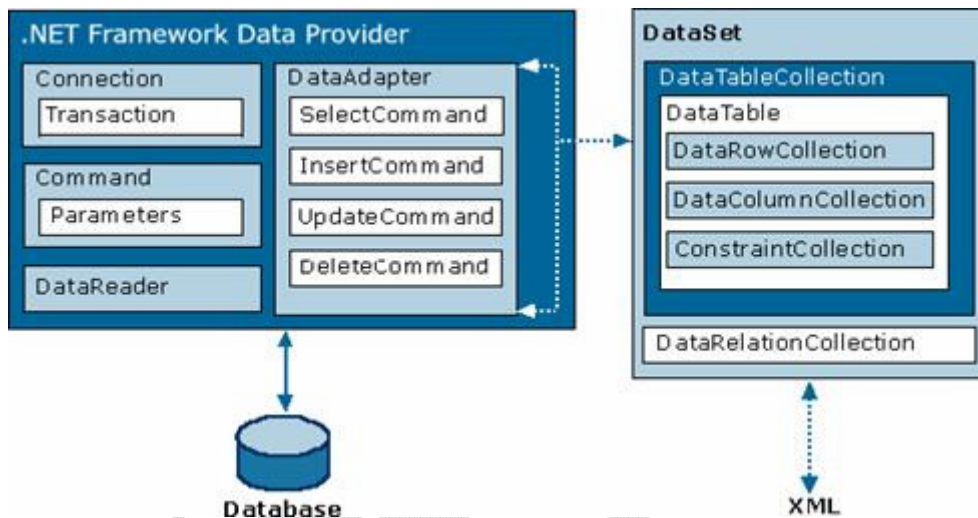 .NET Framework Data Provider
Connection
Transaction
Command
Parameters
DataReader
DataAdapter
SelectCommand
InsertCommand
UpdateCommand
DeleteCommand
Database
DataSet
DataTableCollection
DataTable
DataRowCollection
DataColumnCollection
ConstraintCollection
DataRelationCollection
XML